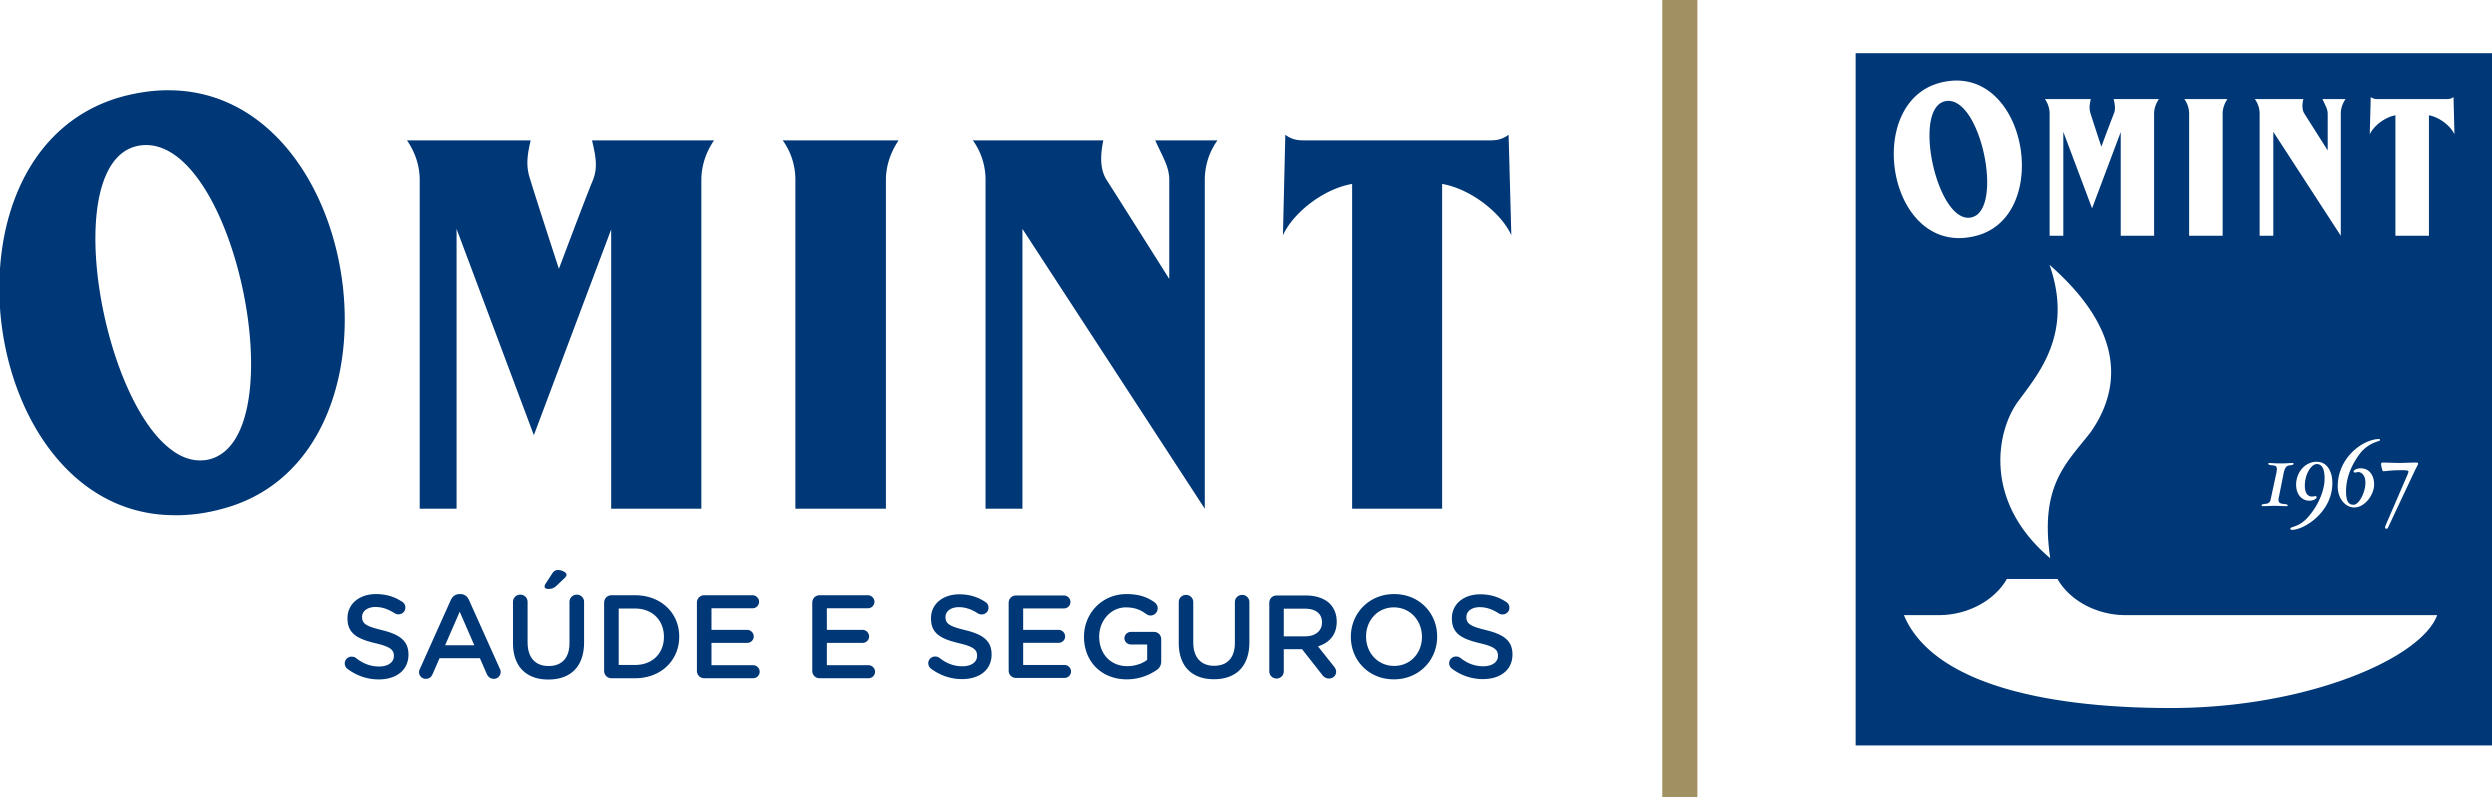 OMINT
SAÚDE E SEGUROS
OMINT
1967